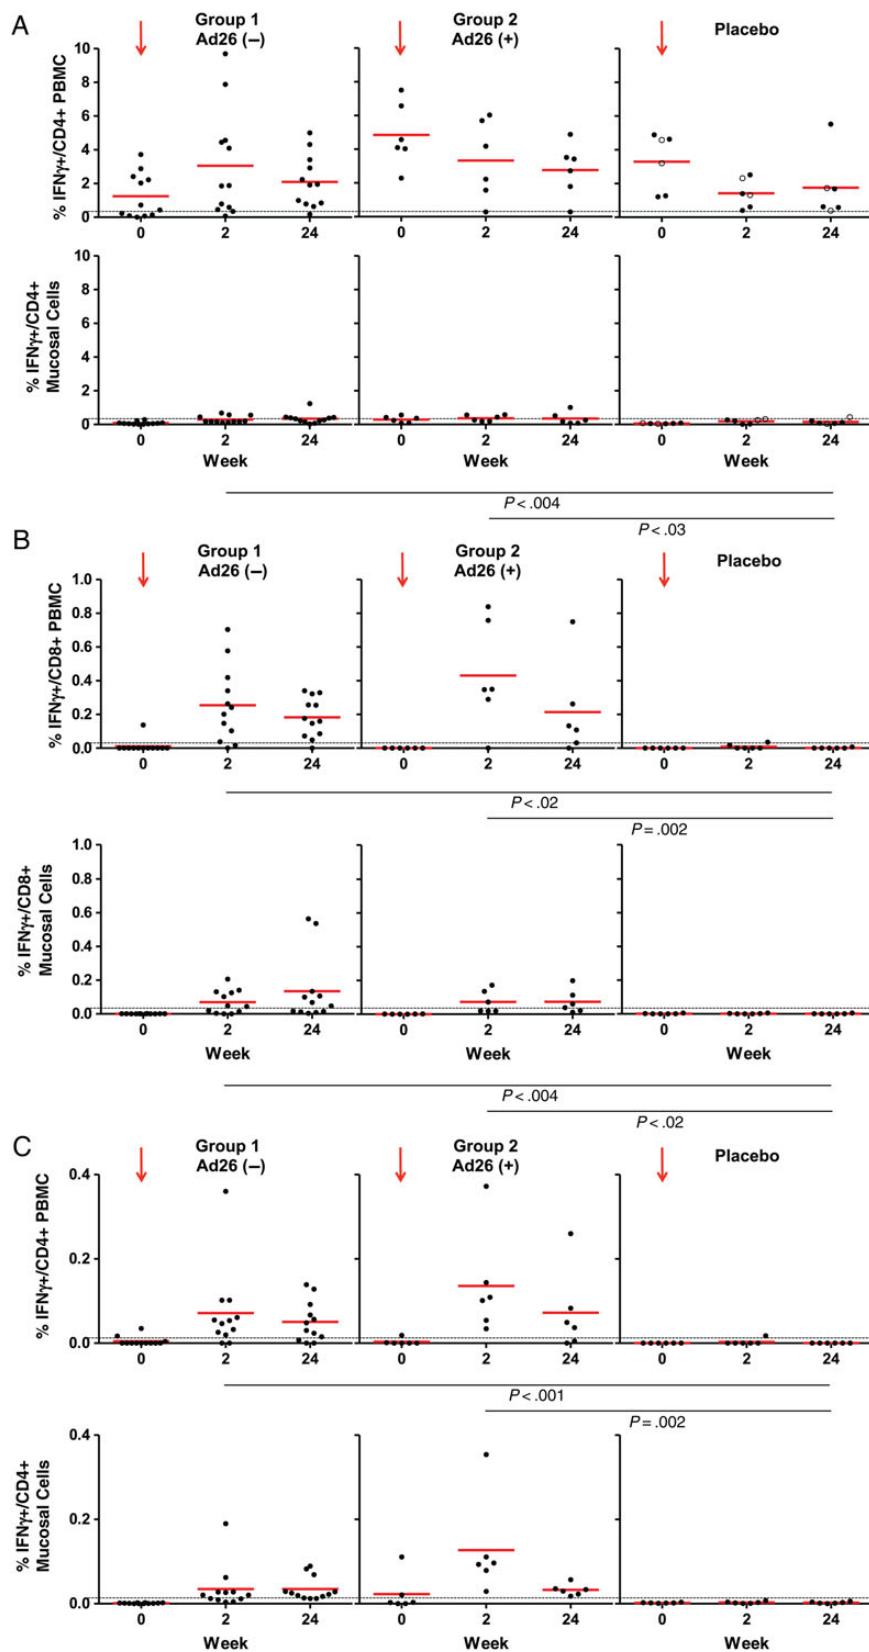 A
Group 1
Ad26 (–)
Group 2
Ad26 (+)
Placebo
% IFNγ+/CD4+ PBMC
10
8
6
4
2
0
0 2 24 0 2 24 0 2 24
% IFNγ+/CD4+
Mucosal Cells
10
8
6
4
2
0
0 2 24 0 2 24 0 2 24
Week Week Week
P < .004
P < .03
B
Group 1
Ad26 (–)
Group 2
Ad26 (+)
Placebo
% IFNγ+/CD8+ PBMC
1.0
0.8
0.6
0.4
0.2
0.0
0 2 24 0 2 24 0 2 24
P < .02
P = .002
% IFNγ+/CD8+
Mucosal Cells
1.0
0.8
0.6
0.4
0.2
0.0
0 2 24 0 2 24 0 2 24
Week Week Week
P < .004
P < .02
C
Group 1
Ad26 (–)
Group 2
Ad26 (+)
Placebo
% IFNγ+/CD4+ PBMC
0.4
0.2
0.0
0 2 24 0 2 24 0 2 24
P < .001
P = .002
% IFNγ+/CD4+
Mucosal Cells
0.4
0.2
0.0
0 2 24 0 2 24 0 2 24
Week Week Week